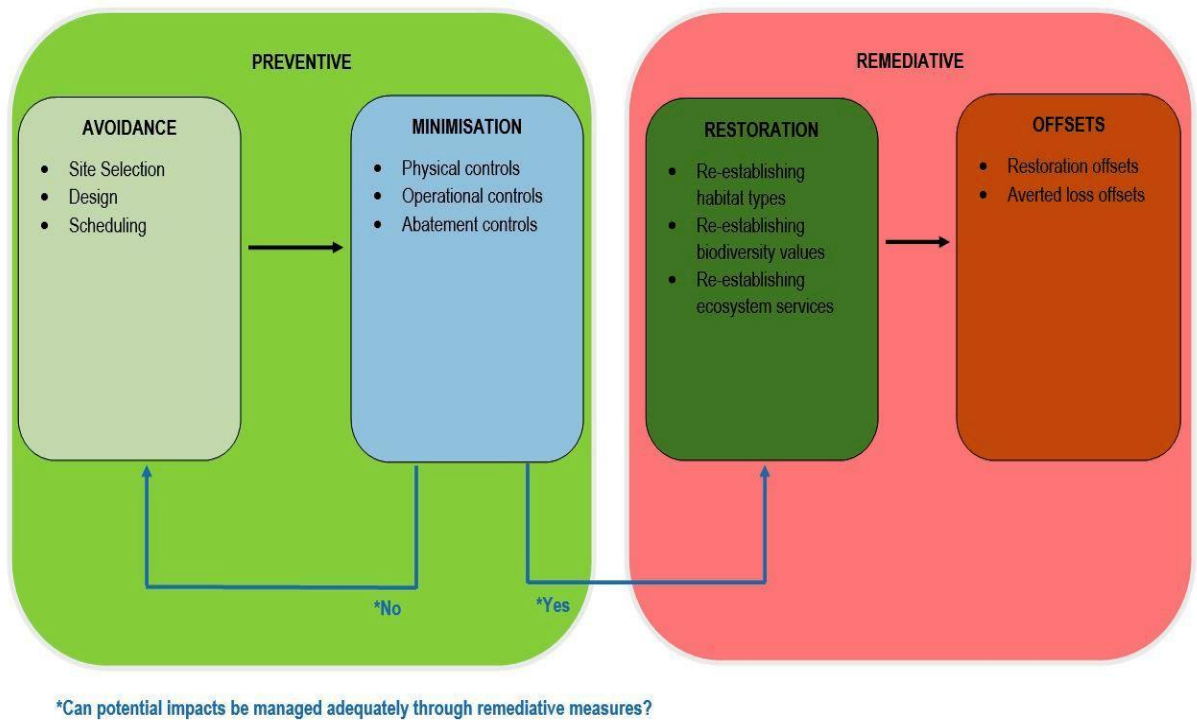 PREVENTIVE
AVOIDANCE
• Site Selection
• Design
• Scheduling
MINIMISATION
• Physical controls
• Operational controls
• Abatement controls
*No
*Yes
REMEDIATIVE
RESTORATION
• Re-establishing
habitat types
• Re-establishing
biodiversity values
• Re-establishing
ecosystem services
OFFSETS
• Restoration offsets
• Averted loss offsets
*Can potential impacts be managed adequately through remediative measures?